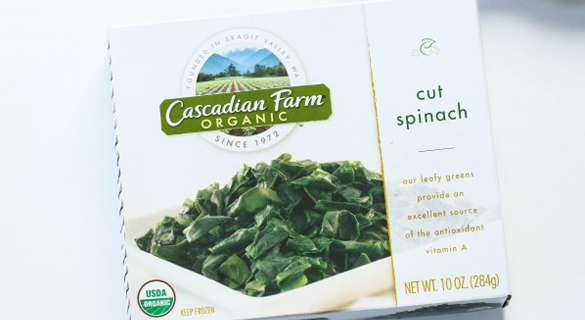 FOUNDED IN SKAGIT VALLEY, WA
Cascadian Farm
ORGANIC
SINCE 1972
cut
spinach
our leafy greens
provide an
excellent source
of the antioxidant
vitamin A
USDA
ORGANIC
KEEP FROZEN
NET WT. 10 OZ. (284g)